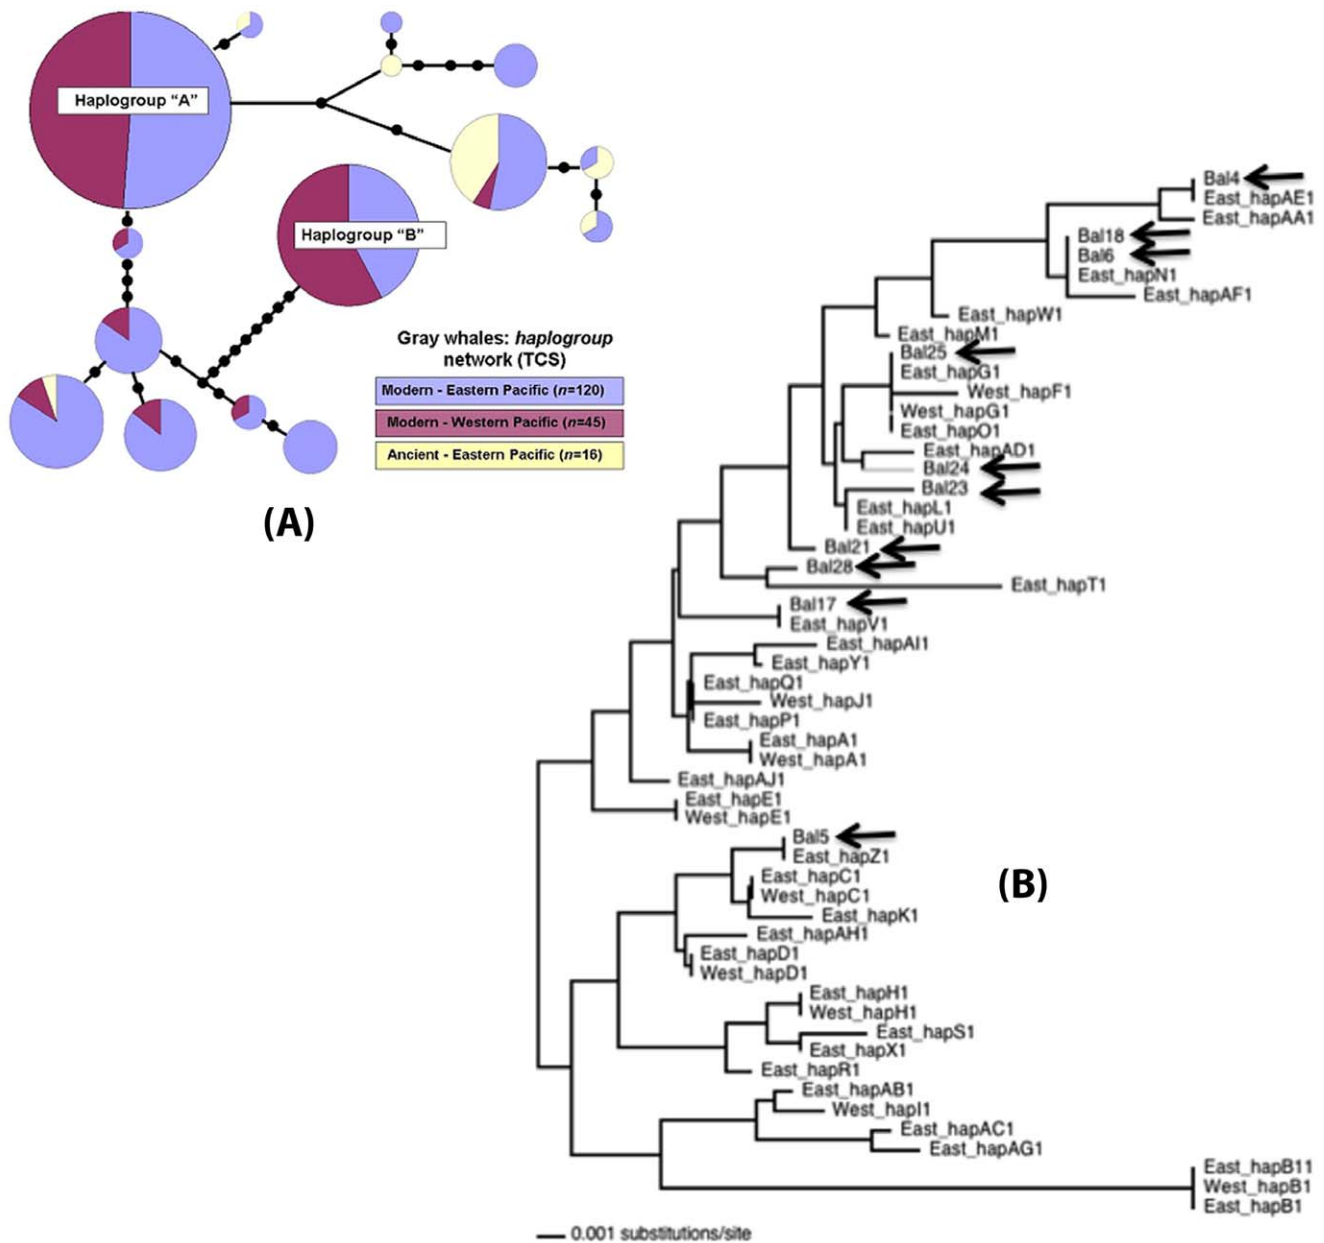 Haplogroup “A”
Haplogroup “B”
Gray whales: haplogroup
network (TCS)
Modern - Eastern Pacific (n=120)
Modern - Western Pacific (n=45)
Ancient - Eastern Pacific (n=16)
(A)
Bal4
East_hapAE1
East_hapAA1
Bal18
Bal6
East_hapN1
East_hapAF1
East_hapW1
East_hapM1
Bal25
East_hapG1
West_hapF1
West_hapG1
East_hapO1
East_hapAD1
Bal24
Bal23
East_hapL1
East_hapU1
Bal21
Bal28
East_hapT1
Bal17
East_hapV1
East_hapAI1
East_hapY1
East_hapQ1
West_hapJ1
East_hapP1
East_hapA1
West_hapA1
East_hapAJ1
East_hapE1
West_hapE1
Bal5
East_hapZ1
East_hapC1
West_hapC1
East_hapK1
East_hapAH1
East_hapD1
West_hapD1
East_hapH1
West_hapH1
East_hapS1
East_hapX1
East_hapR1
East_hapAB1
West_hapI1
East_hapAC1
East_hapAG1
East_hapB11
West_hapB1
East_hapB1
(B)
0.001 substitutions/site